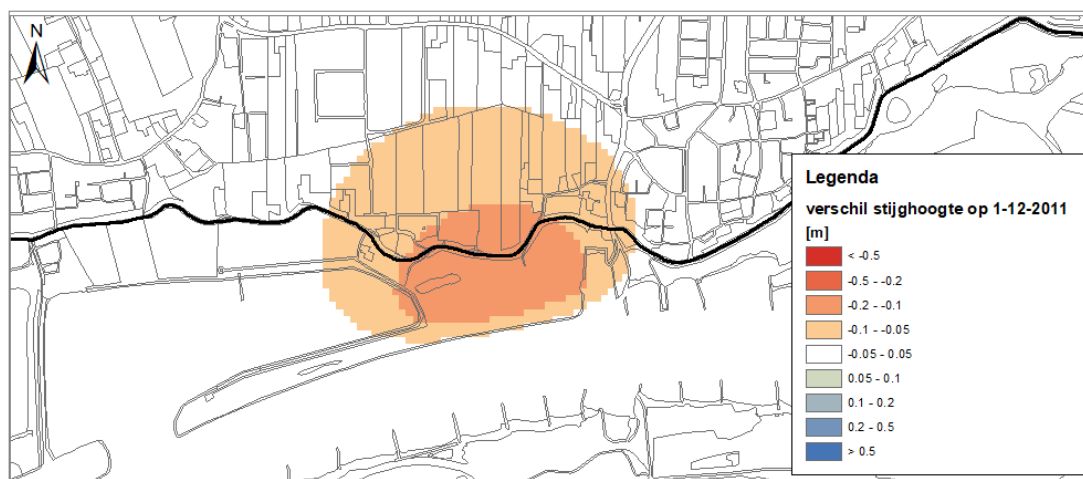 N
Legenda
verschil stijghoogte op 1-12-2011
[m]
< -0.5
-0.5 - -0.2
-0.2 - -0.1
-0.1 - -0.05
-0.05 - 0.05
0.05 - 0.1
0.1 - 0.2
0.2 - 0.5
> 0.5